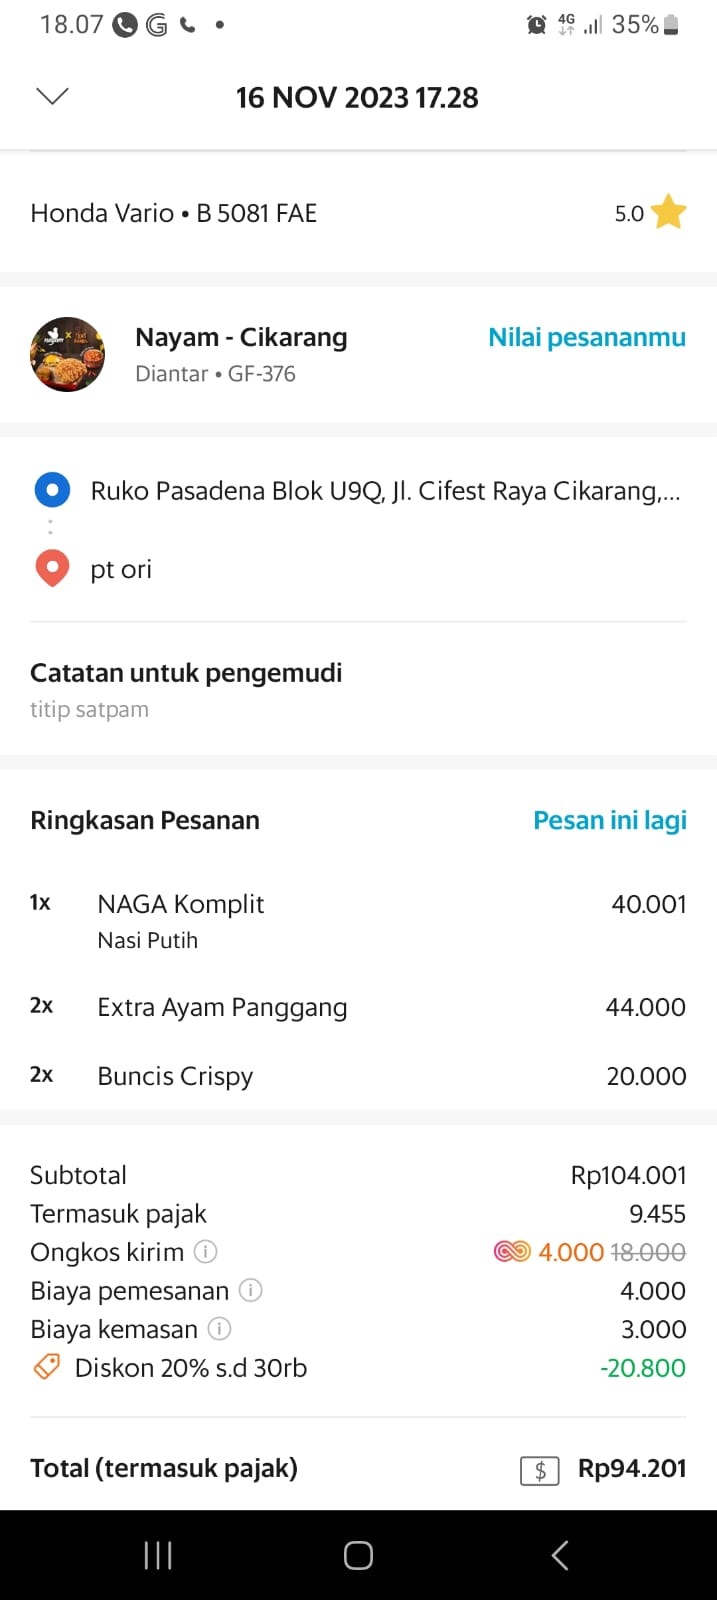 18.07
4G
35%
16 NOV 2023 17.28
Honda Vario • B 5081 FAE
5.0
Nayam - Cikarang
Nilai pesananmu
Diantar • GF-376
Ruko Pasadena Blok U9Q, Jl. Cifest Raya Cikarang,...
pt ori
Catatan untuk pengemudi
titip satpam
Ringkasan Pesanan
Pesan ini lagi
1x NAGA Komplit 40.001
Nasi Putih
2x Extra Ayam Panggang 44.000
2x Buncis Crispy 20.000
Subtotal Rp104.001
Termasuk pajak 9.455
Ongkos kirim 4.000 18.000
Biaya pemesanan 4.000
Biaya kemasan 3.000
Diskon 20% s.d 30rb -20.800
Total (termasuk pajak) $ Rp94.201